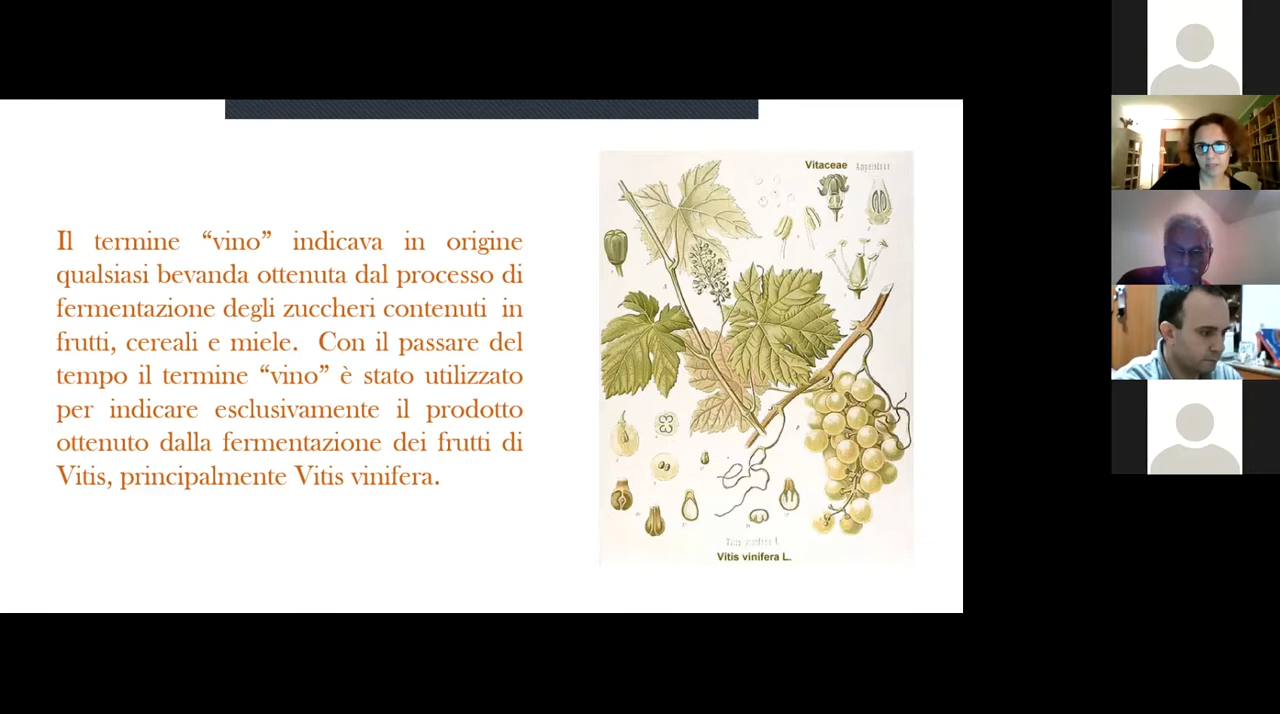 Il termine “vino” indicava in origine
qualsiasi bevanda ottenuta dal processo di
fermentazione degli zuccheri contenuti in
frutti, cereali e miele. Con il passare del
tempo il termine “vino” è stato utilizzato
per indicare esclusivamente il prodotto
ottenuto dalla fermentazione dei frutti di
Vitis, principalmente Vitis vinifera.
Vitaceae
Vitis vinifera L.